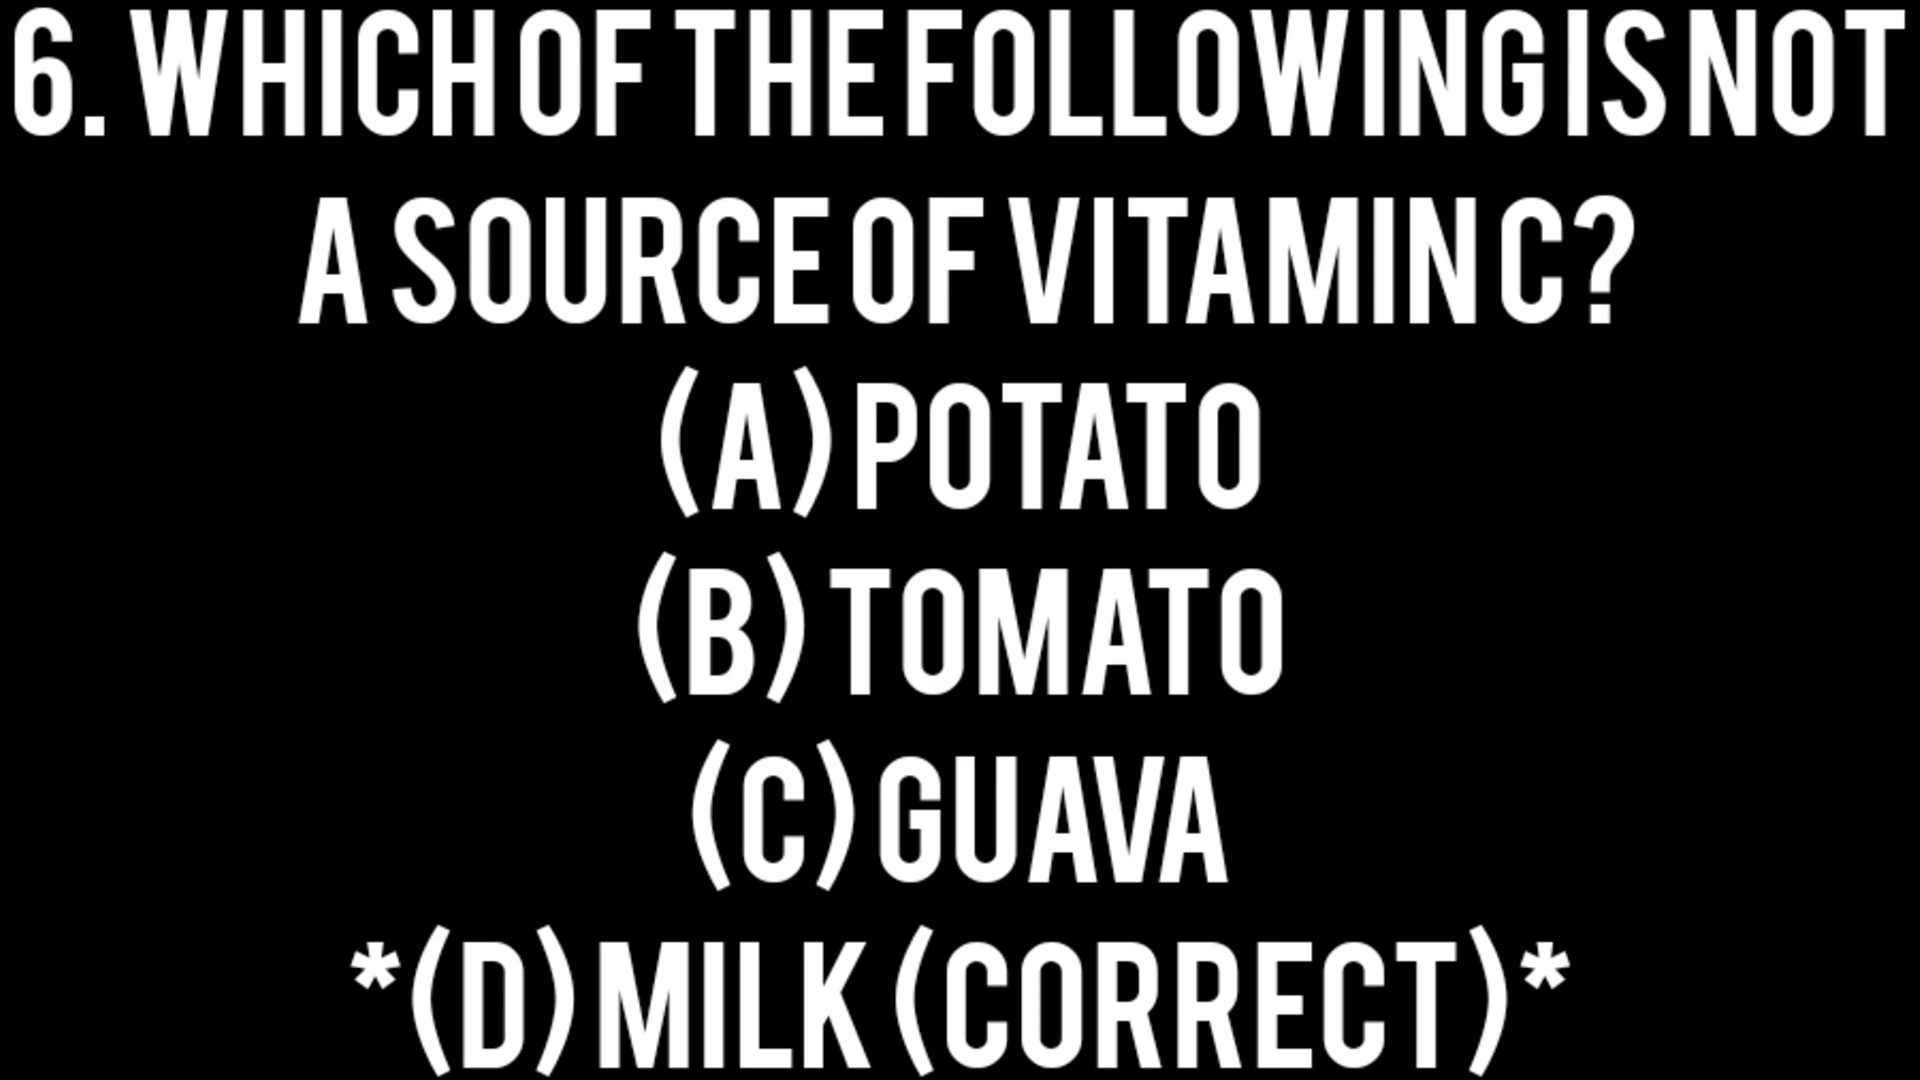 6. WHICH OF THE FOLLOWING IS NOT
A SOURCE OF VITAMIN C?
(A) POTATO
(B) TOMATO
(C) GUAVA
*(D) MILK (CORRECT)*